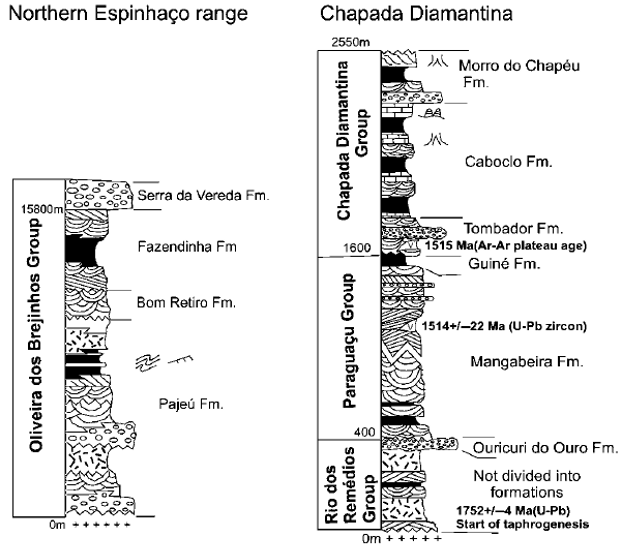 Northern Espinhaço range
Oliveira dos Brejinhos Group
15800m
Serra da Vereda Fm.
Fazendinha Fm
Bom Retiro Fm.
Pajeú Fm.
0m
Chapada Diamantina
2550m
Chapada Diamantina
Group
Morro do Chapéu
Fm.
Caboclo Fm.
Tombador Fm.
1515 Ma(Ar-Ar plateau age)
1600
Guiné Fm.
Paraguaçu Group
1514+/–22 Ma (U-Pb zircon)
Mangabeira Fm.
400
Ouricuri do Ouro Fm.
Rio dos
Remédios
Group
Not divided into
formations
1752+/–4 Ma(U-Pb)
Start of taphrogenesis
0m